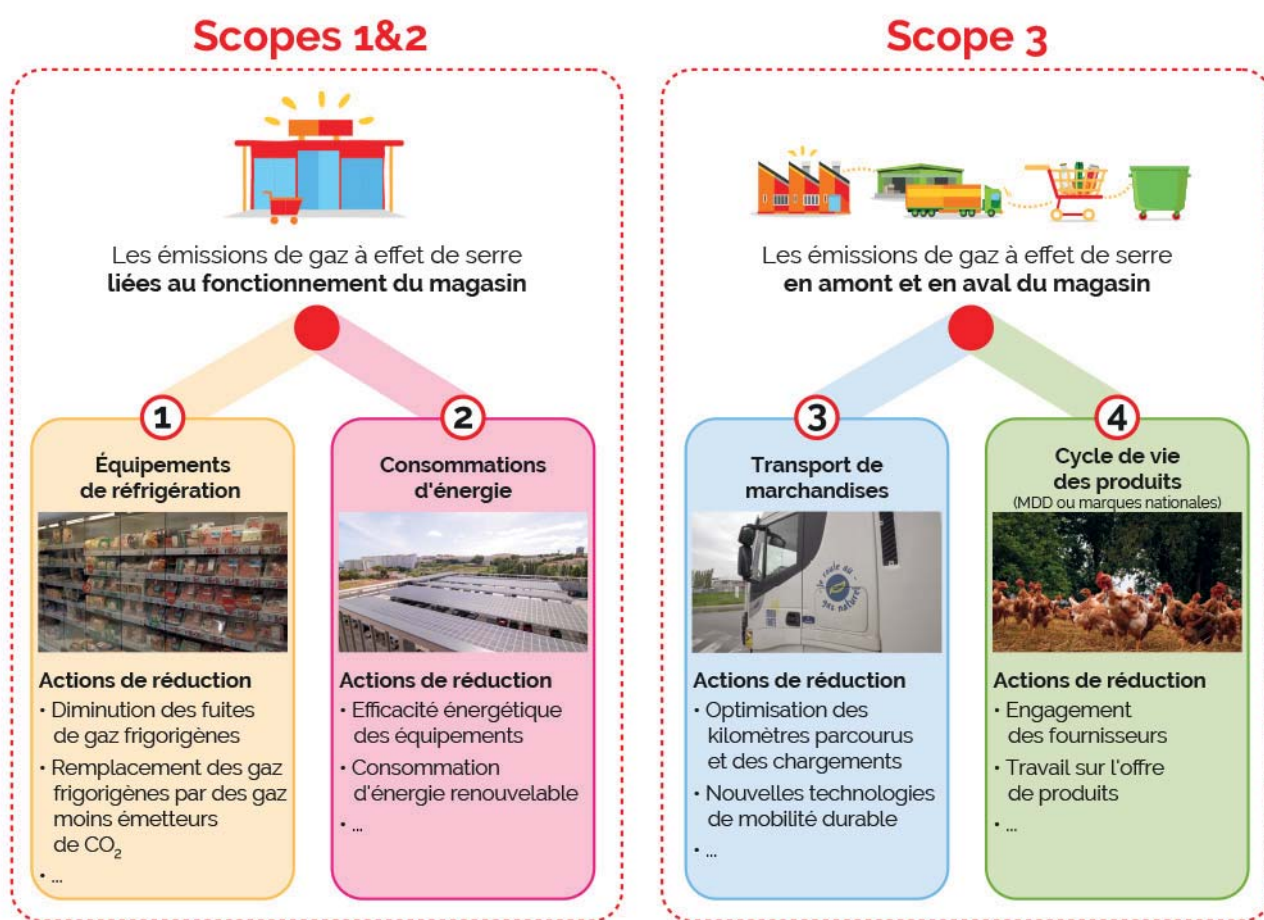 Scopes 1&2
Les émissions de gaz à effet de serre
liées au fonctionnement du magasin
1
Équipements
de réfrigération
Actions de réduction
• Diminution des fuites
de gaz frigorigènes
• Remplacement des gaz
frigorigènes par des gaz
moins émetteurs
de CO₂
• ...
2
Consommations
d'énergie
Actions de réduction
• Efficacité énergétique
des équipements
• Consommation
d'énergie renouvelable
• ...
Scope 3
Les émissions de gaz à effet de serre
en amont et en aval du magasin
3
Transport de
marchandises
Je roule au
gaz naturel
Actions de réduction
• Optimisation des
kilomètres parcourus
et des chargements
• Nouvelles technologies
de mobilité durable
• ...
4
Cycle de vie
des produits
(MDD ou marques nationales)
Actions de réduction
• Engagement
des fournisseurs
• Travail sur l'offre
de produits
• ...